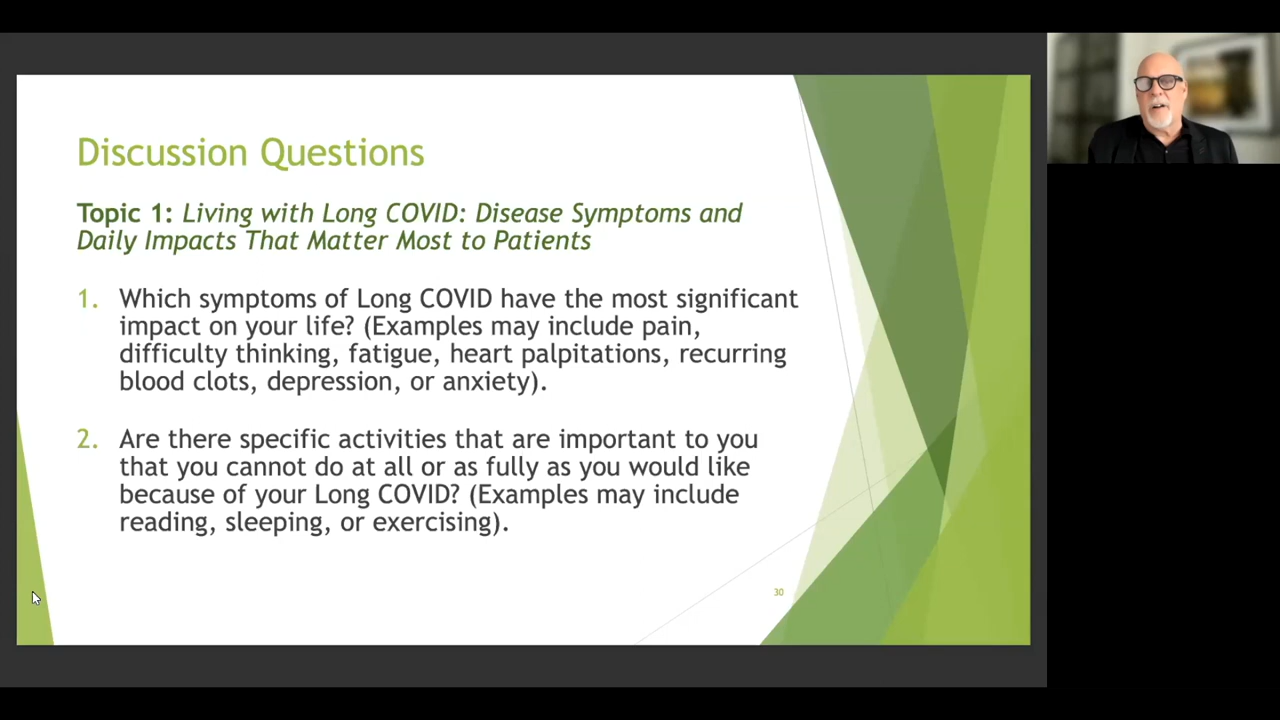 Discussion Questions
Topic 1: Living with Long COVID: Disease Symptoms and
Daily Impacts That Matter Most to Patients
1. Which symptoms of Long COVID have the most significant
impact on your life? (Examples may include pain,
difficulty thinking, fatigue, heart palpitations, recurring
blood clots, depression, or anxiety).
2. Are there specific activities that are important to you
that you cannot do at all or as fully as you would like
because of your Long COVID? (Examples may include
reading, sleeping, or exercising).
30